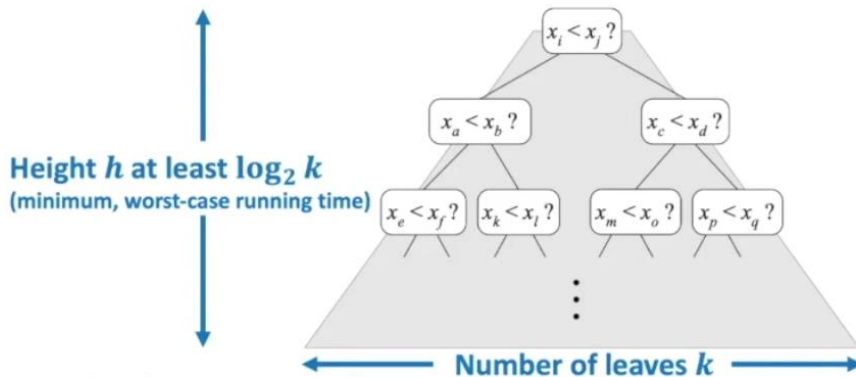 x_i < x_j ?
x_a < x_b ?
x_c < x_d ?
Height h at least log₂ k
(minimum, worst-case running time)
x_e < x_f ?
x_k < x_l ?
x_m < x_o ?
x_p < x_q ?
Number of leaves k